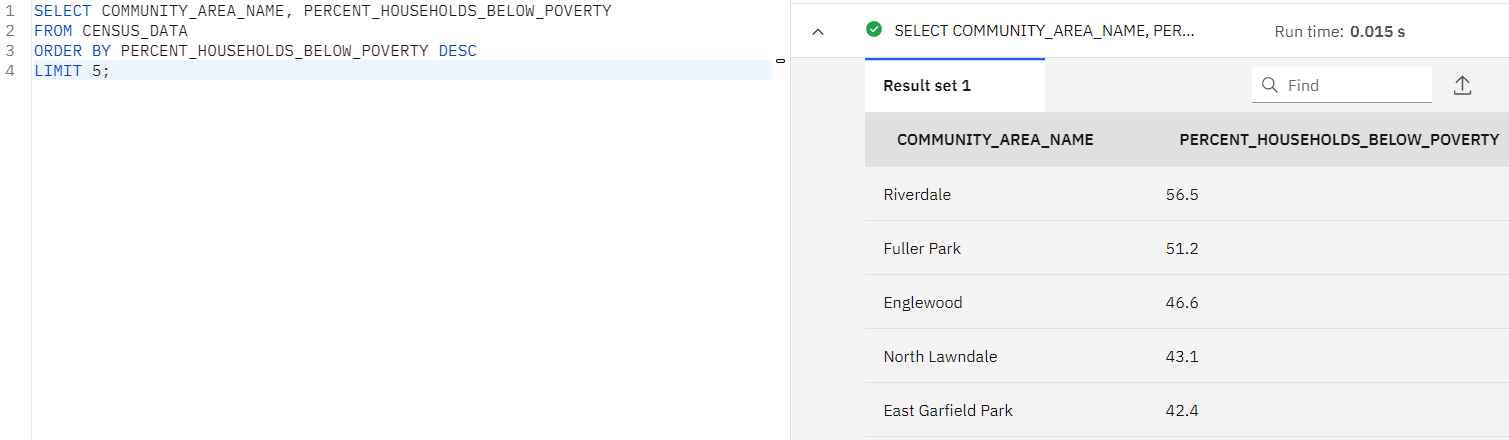 1 SELECT COMMUNITY_AREA_NAME, PERCENT_HOUSEHOLDS_BELOW_POVERTY
2 FROM CENSUS_DATA
3 ORDER BY PERCENT_HOUSEHOLDS_BELOW_POVERTY DESC
4 LIMIT 5;
SELECT COMMUNITY_AREA_NAME, PER... Run time: 0.015 s
Result set 1 Find
COMMUNITY_AREA_NAME PERCENT_HOUSEHOLDS_BELOW_POVERTY
Riverdale 56.5
Fuller Park 51.2
Englewood 46.6
North Lawndale 43.1
East Garfield Park 42.4